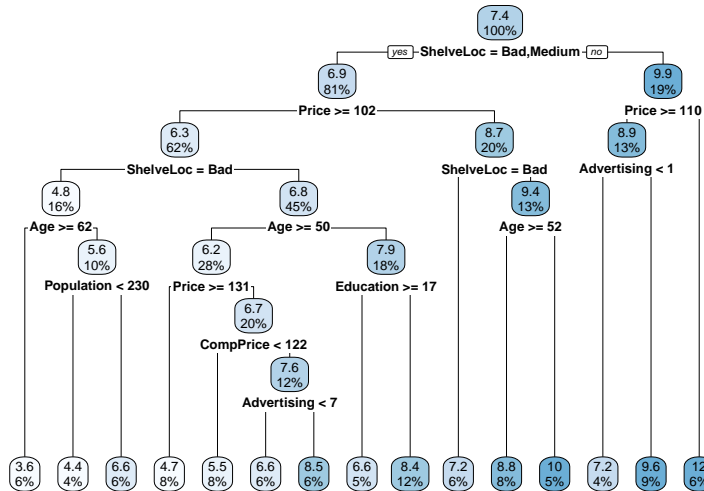 7.4
100%
yes ShelveLoc = Bad,Medium no
6.9
81%
9.9
19%
Price >= 102
Price >= 110
6.3
62%
8.7
20%
8.9
13%
ShelveLoc = Bad
ShelveLoc = Bad
Advertising < 1
4.8
16%
6.8
45%
9.4
13%
Age >= 62
Age >= 50
Age >= 52
5.6
10%
6.2
28%
7.9
18%
Population < 230
Price >= 131
Education >= 17
6.7
20%
CompPrice < 122
7.6
12%
Advertising < 7
3.6 4.4 6.6 4.7 5.5 6.6 8.5 6.6 8.4 7.2 8.8 10 7.2 9.6 12
6% 4% 6% 8% 8% 6% 6% 5% 12% 6% 8% 5% 4% 9% 6%